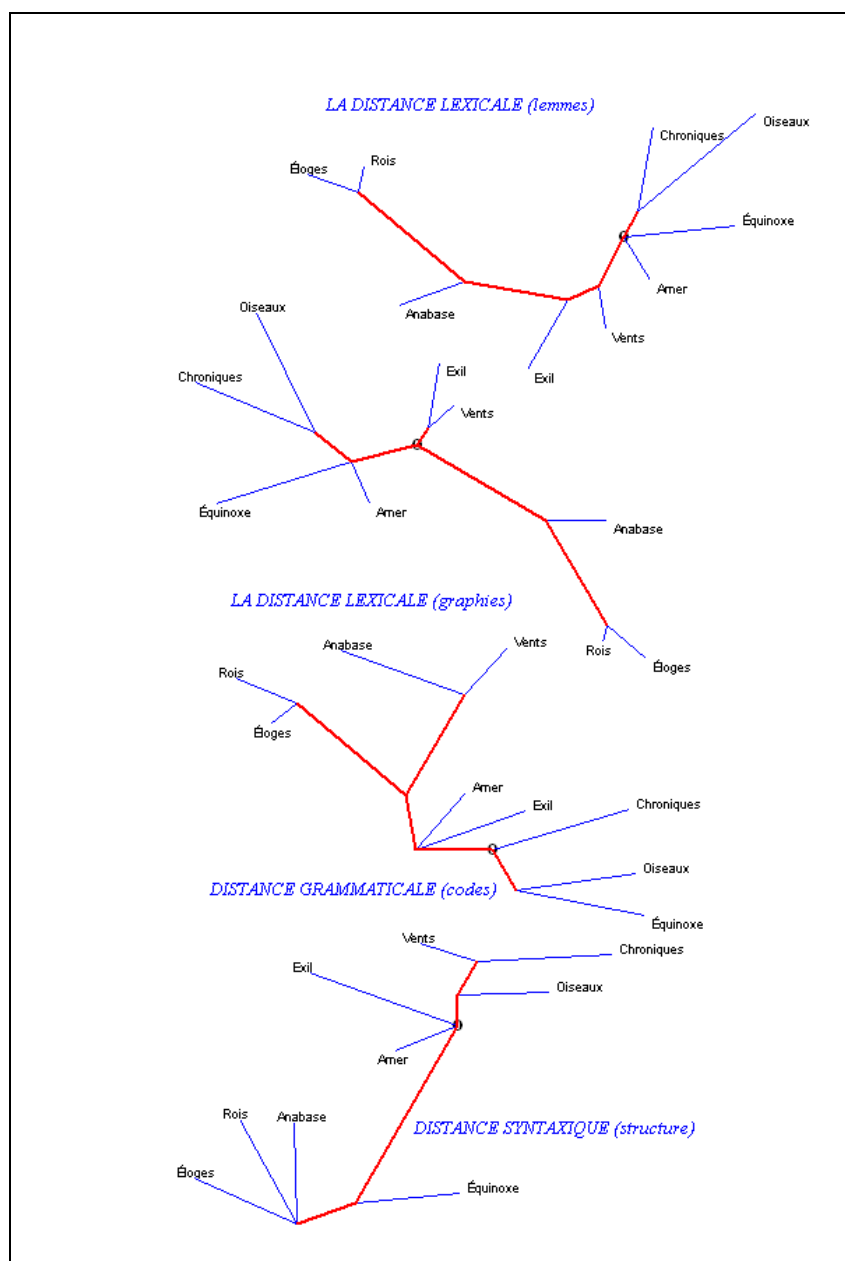 LA DISTANCE LEXICALE (lemmes)
Oiseaux
Chroniques
Rois
Éloges
Équinoxe
Amer
Anabase
Vents
Exil
Oiseaux
Exil
Chroniques
Vents
Équinoxe
Amer
Anabase
LA DISTANCE LEXICALE (graphies)
Rois
Éloges
Anabase
Vents
Rois
Éloges
Amer
Exil
Chroniques
Oiseaux
DISTANCE GRAMMATICALE (codes)
Équinoxe
Vents
Chroniques
Exil
Oiseaux
Amer
Rois
Anabase
DISTANCE SYNTAXIQUE (structure)
Éloges
Équinoxe